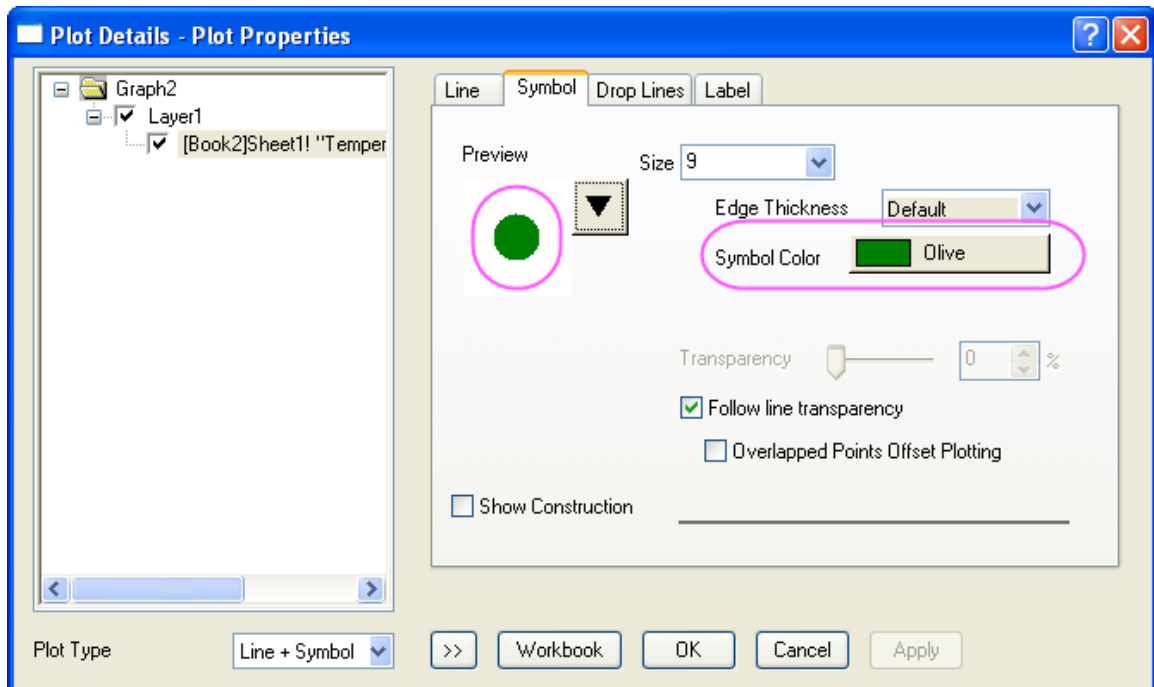 Plot Details - Plot Properties
Graph2
Layer1
[Book2]Sheet1! "Temper
Line Symbol Drop Lines Label
Preview
Size 9
Edge Thickness Default
Symbol Color Olive
Transparency 0 %
Follow line transparency
Overlapped Points Offset Plotting
Show Construction
Plot Type Line + Symbol >> Workbook OK Cancel Apply